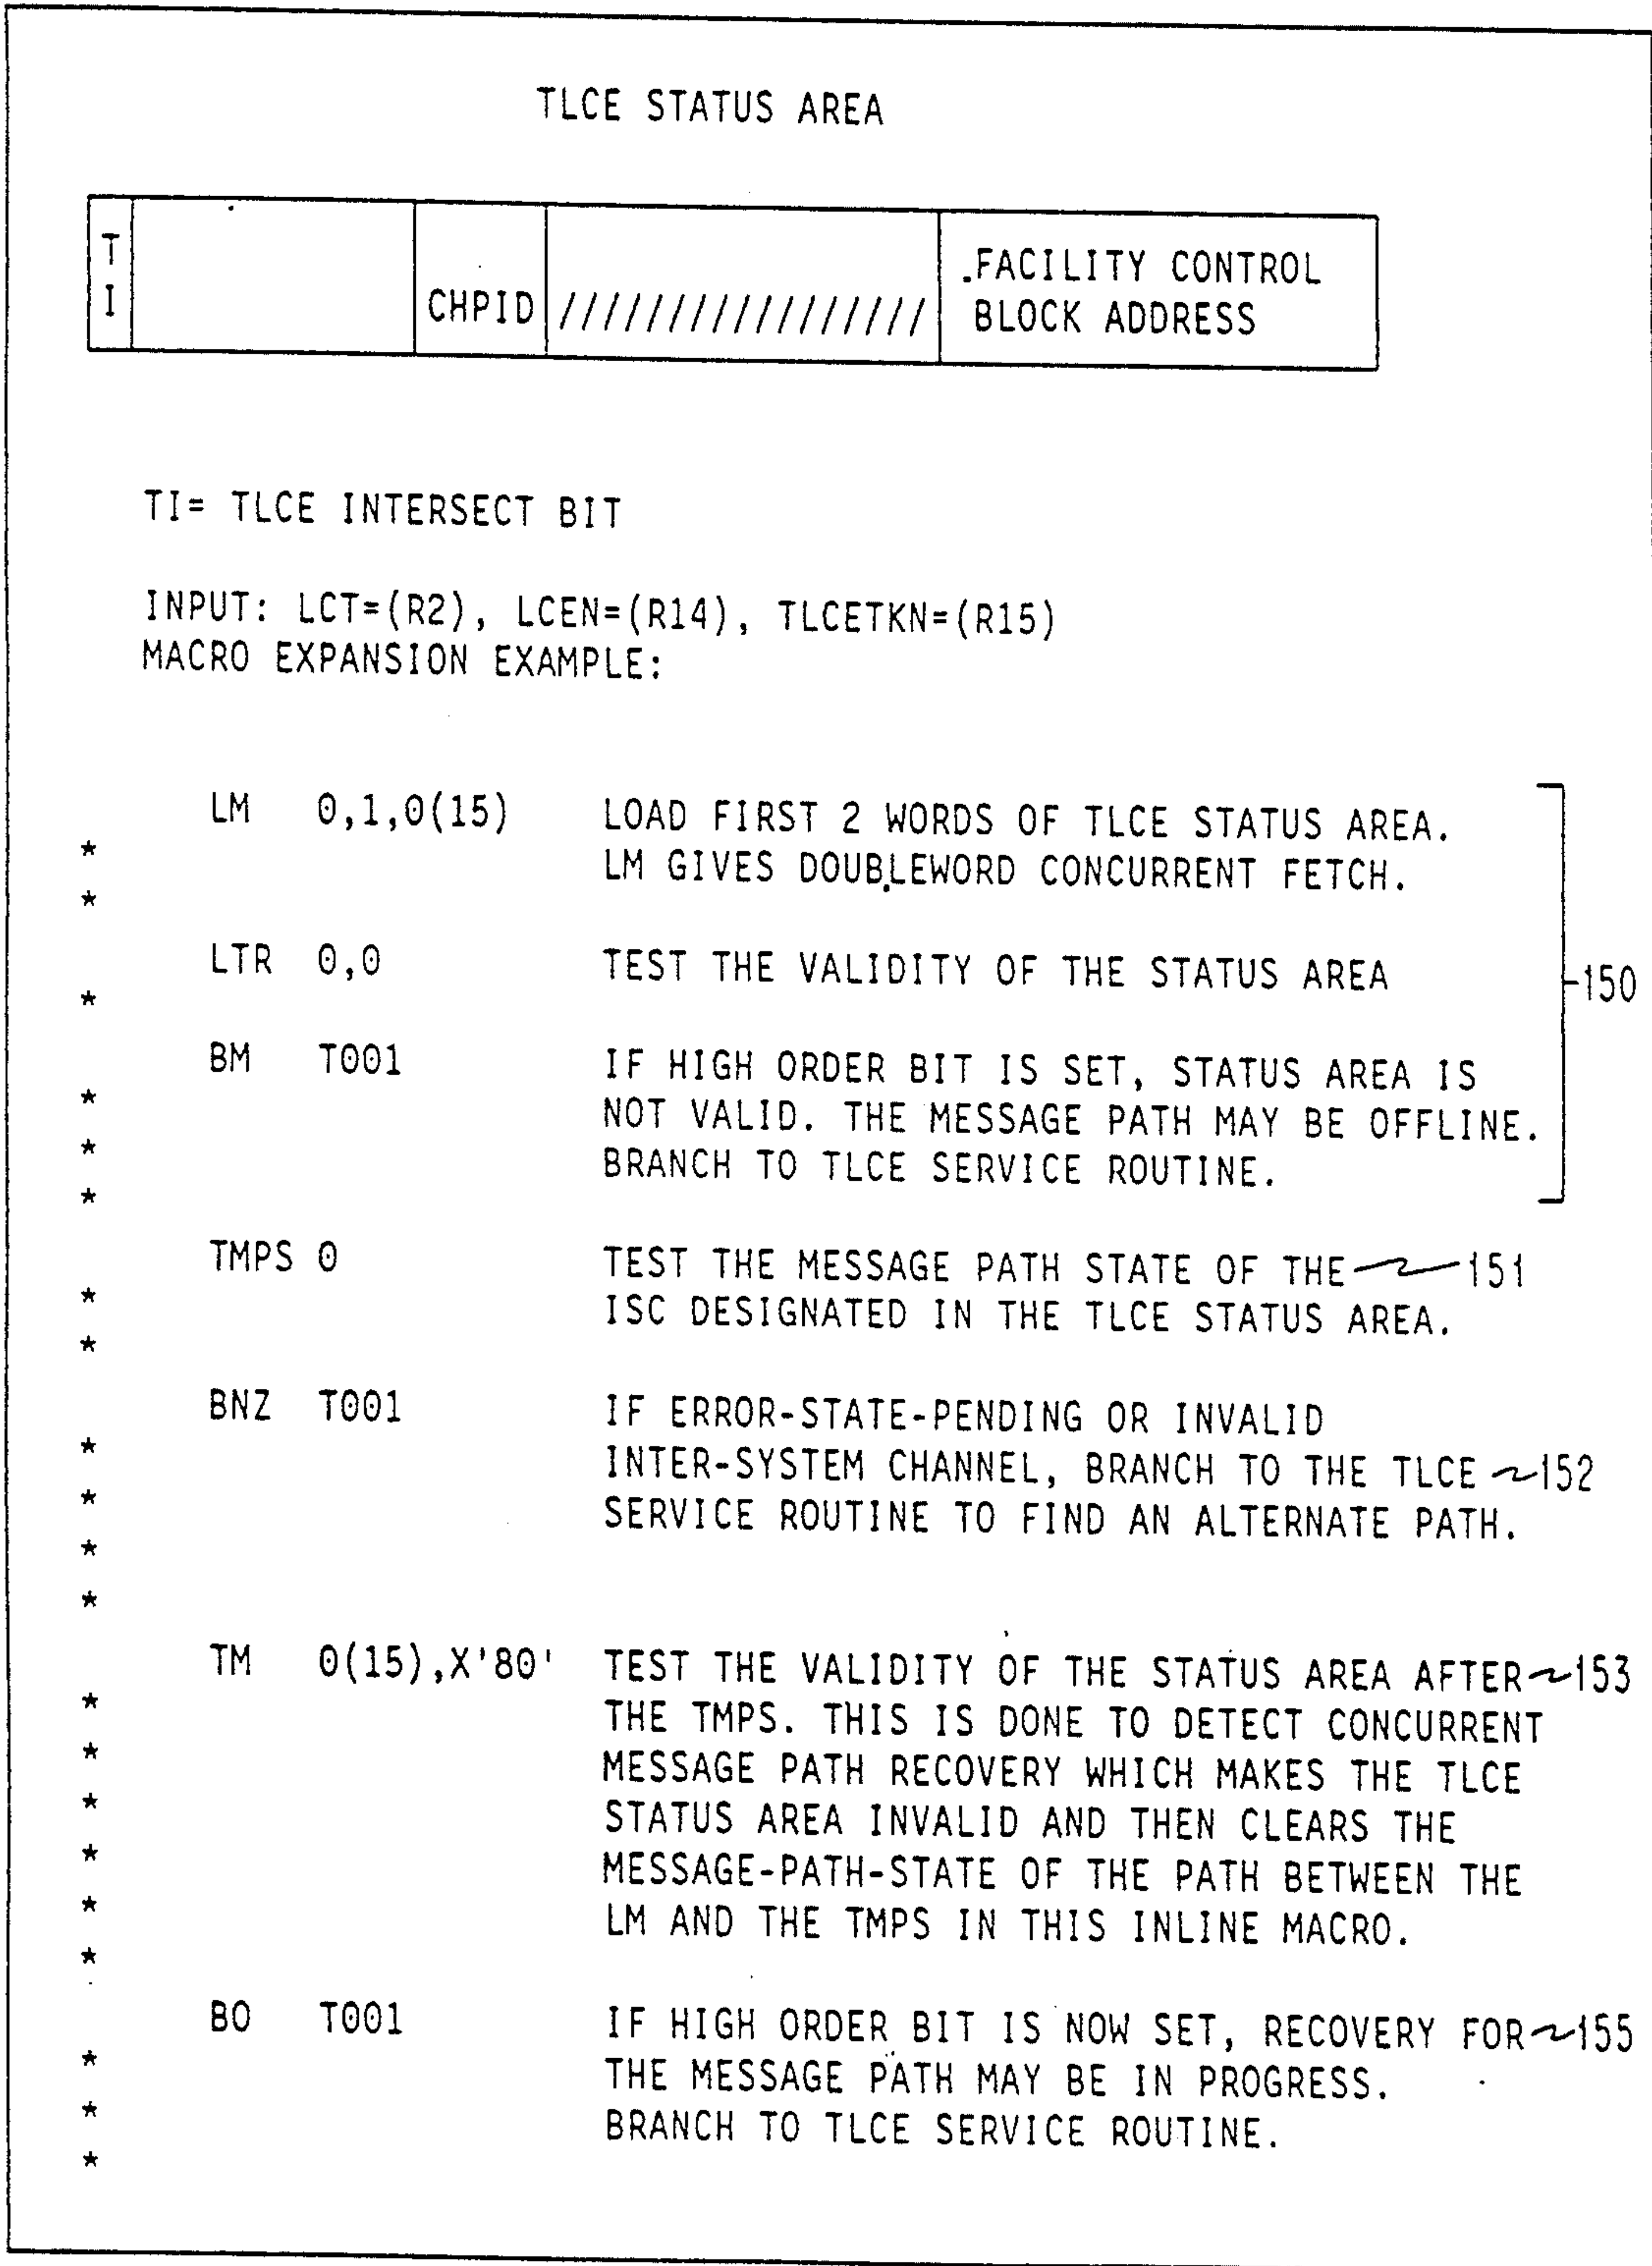 TLCE STATUS AREA
T
I
CHPID
/////////////////
FACILITY CONTROL
BLOCK ADDRESS
TI= TLCE INTERSECT BIT
INPUT: LCT=(R2), LCEN=(R14), TLCETKN=(R15)
MACRO EXPANSION EXAMPLE:
LM 0,1,0(15) LOAD FIRST 2 WORDS OF TLCE STATUS AREA.
* LM GIVES DOUBLEWORD CONCURRENT FETCH.
*
LTR 0,0 TEST THE VALIDITY OF THE STATUS AREA
* 150
BM T001 IF HIGH ORDER BIT IS SET, STATUS AREA IS
* NOT VALID. THE MESSAGE PATH MAY BE OFFLINE.
* BRANCH TO TLCE SERVICE ROUTINE.
*
TMPS 0 TEST THE MESSAGE PATH STATE OF THE 151
* ISC DESIGNATED IN THE TLCE STATUS AREA.
*
BNZ T001 IF ERROR-STATE-PENDING OR INVALID
* INTER-SYSTEM CHANNEL, BRANCH TO THE TLCE 152
* SERVICE ROUTINE TO FIND AN ALTERNATE PATH.
*
*
TM 0(15),X'80' TEST THE VALIDITY OF THE STATUS AREA AFTER 153
* THE TMPS. THIS IS DONE TO DETECT CONCURRENT
* MESSAGE PATH RECOVERY WHICH MAKES THE TLCE
* STATUS AREA INVALID AND THEN CLEARS THE
* MESSAGE-PATH-STATE OF THE PATH BETWEEN THE
* LM AND THE TMPS IN THIS INLINE MACRO.
*
BO T001 IF HIGH ORDER BIT IS NOW SET, RECOVERY FOR 155
* THE MESSAGE PATH MAY BE IN PROGRESS.
* BRANCH TO TLCE SERVICE ROUTINE.
*